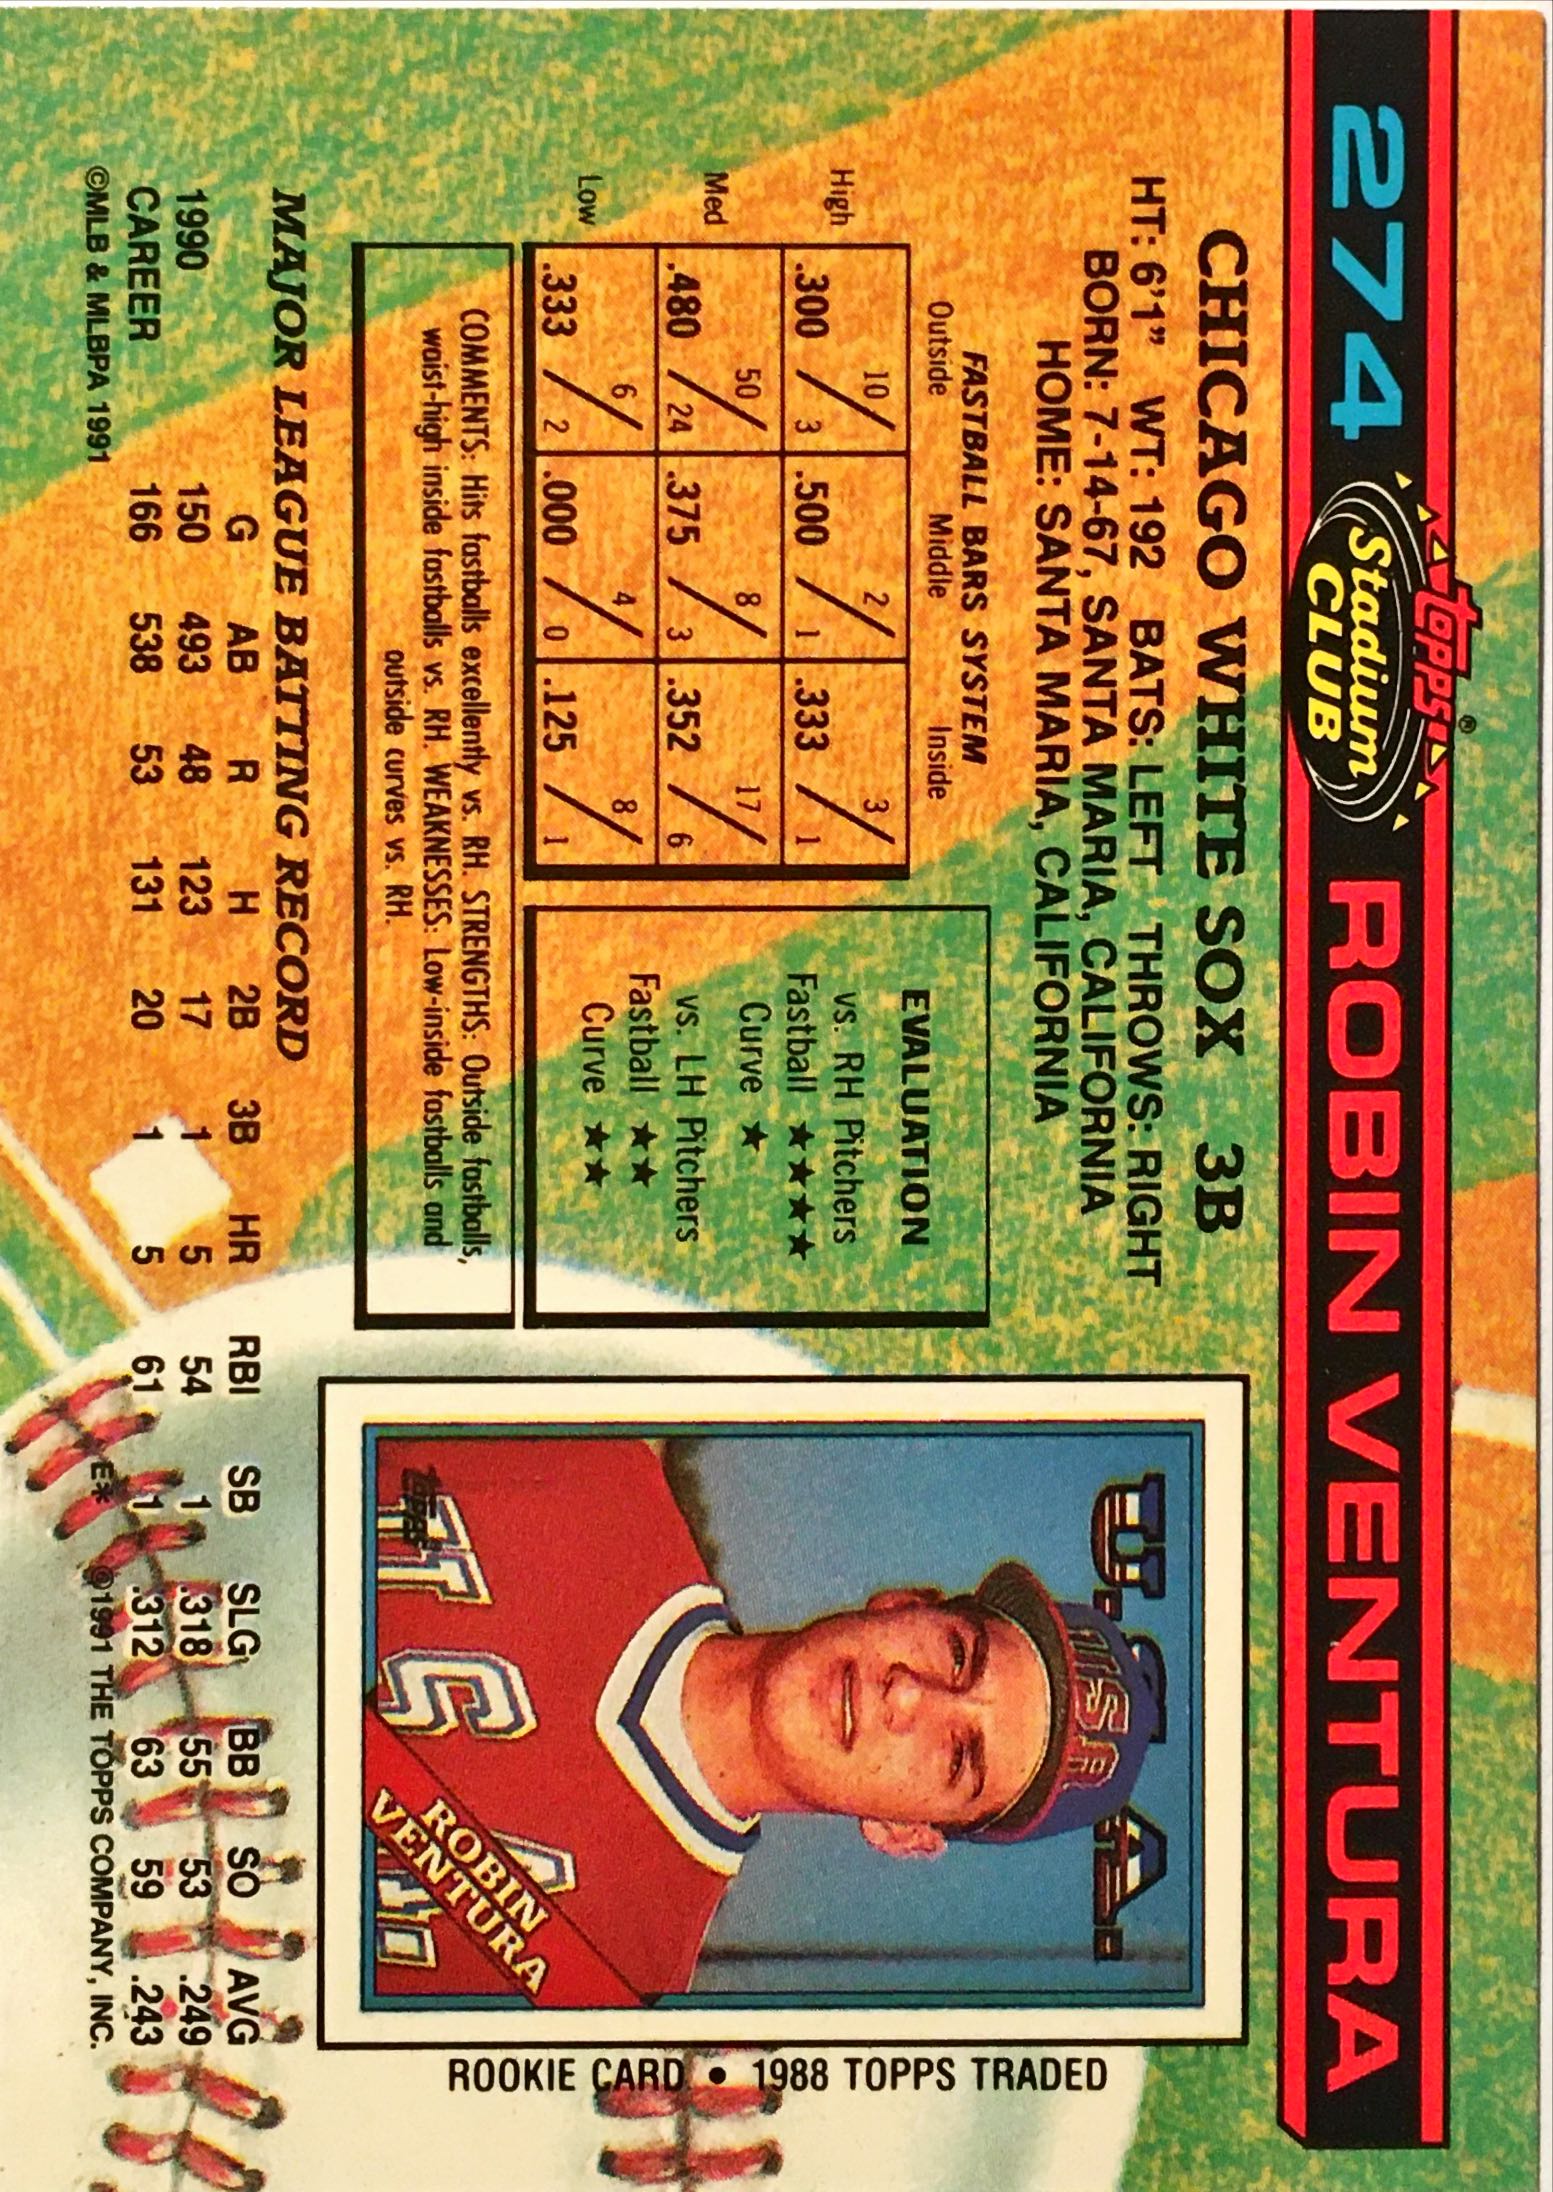 274 TOPPS® Stadium CLUB ROBIN VENTURA
CHICAGO WHITE SOX 3B
HT: 6'1" WT: 192 BATS: LEFT THROWS: RIGHT
BORN: 7-14-67, SANTA MARIA, CALIFORNIA
HOME: SANTA MARIA, CALIFORNIA
FASTBALL BARS SYSTEM
Outside Middle Inside
High .300 10/3 .500 2/1 .333 3/1
Med .480 50/24 .375 8/3 .352 17/6
Low .333 6/2 .000 4/0 .125 8/1
EVALUATION
vs. RH Pitchers
Fastball ★★★★
Curve ★
vs. LH Pitchers
Fastball ★★
Curve ★★
COMMENTS: Hits fastballs excellently vs. RH. STRENGTHS: Outside fastballs,
waist-high inside fastballs vs. RH. WEAKNESSES: Low-inside fastballs and
outside curves vs. RH.
U.S.A.
USA
topps
ROBIN
VENTURA
ROOKIE CARD • 1988 TOPPS TRADED
MAJOR LEAGUE BATTING RECORD
G AB R H 2B 3B HR RBI SB SLG BB SO AVG
1990 150 493 48 123 17 1 5 54 1 .318 55 53 .249
CAREER 166 538 53 131 20 1 5 61 1 .312 63 59 .243
©MLB & MLBPA 1991 E* ©1991 THE TOPPS COMPANY, INC.